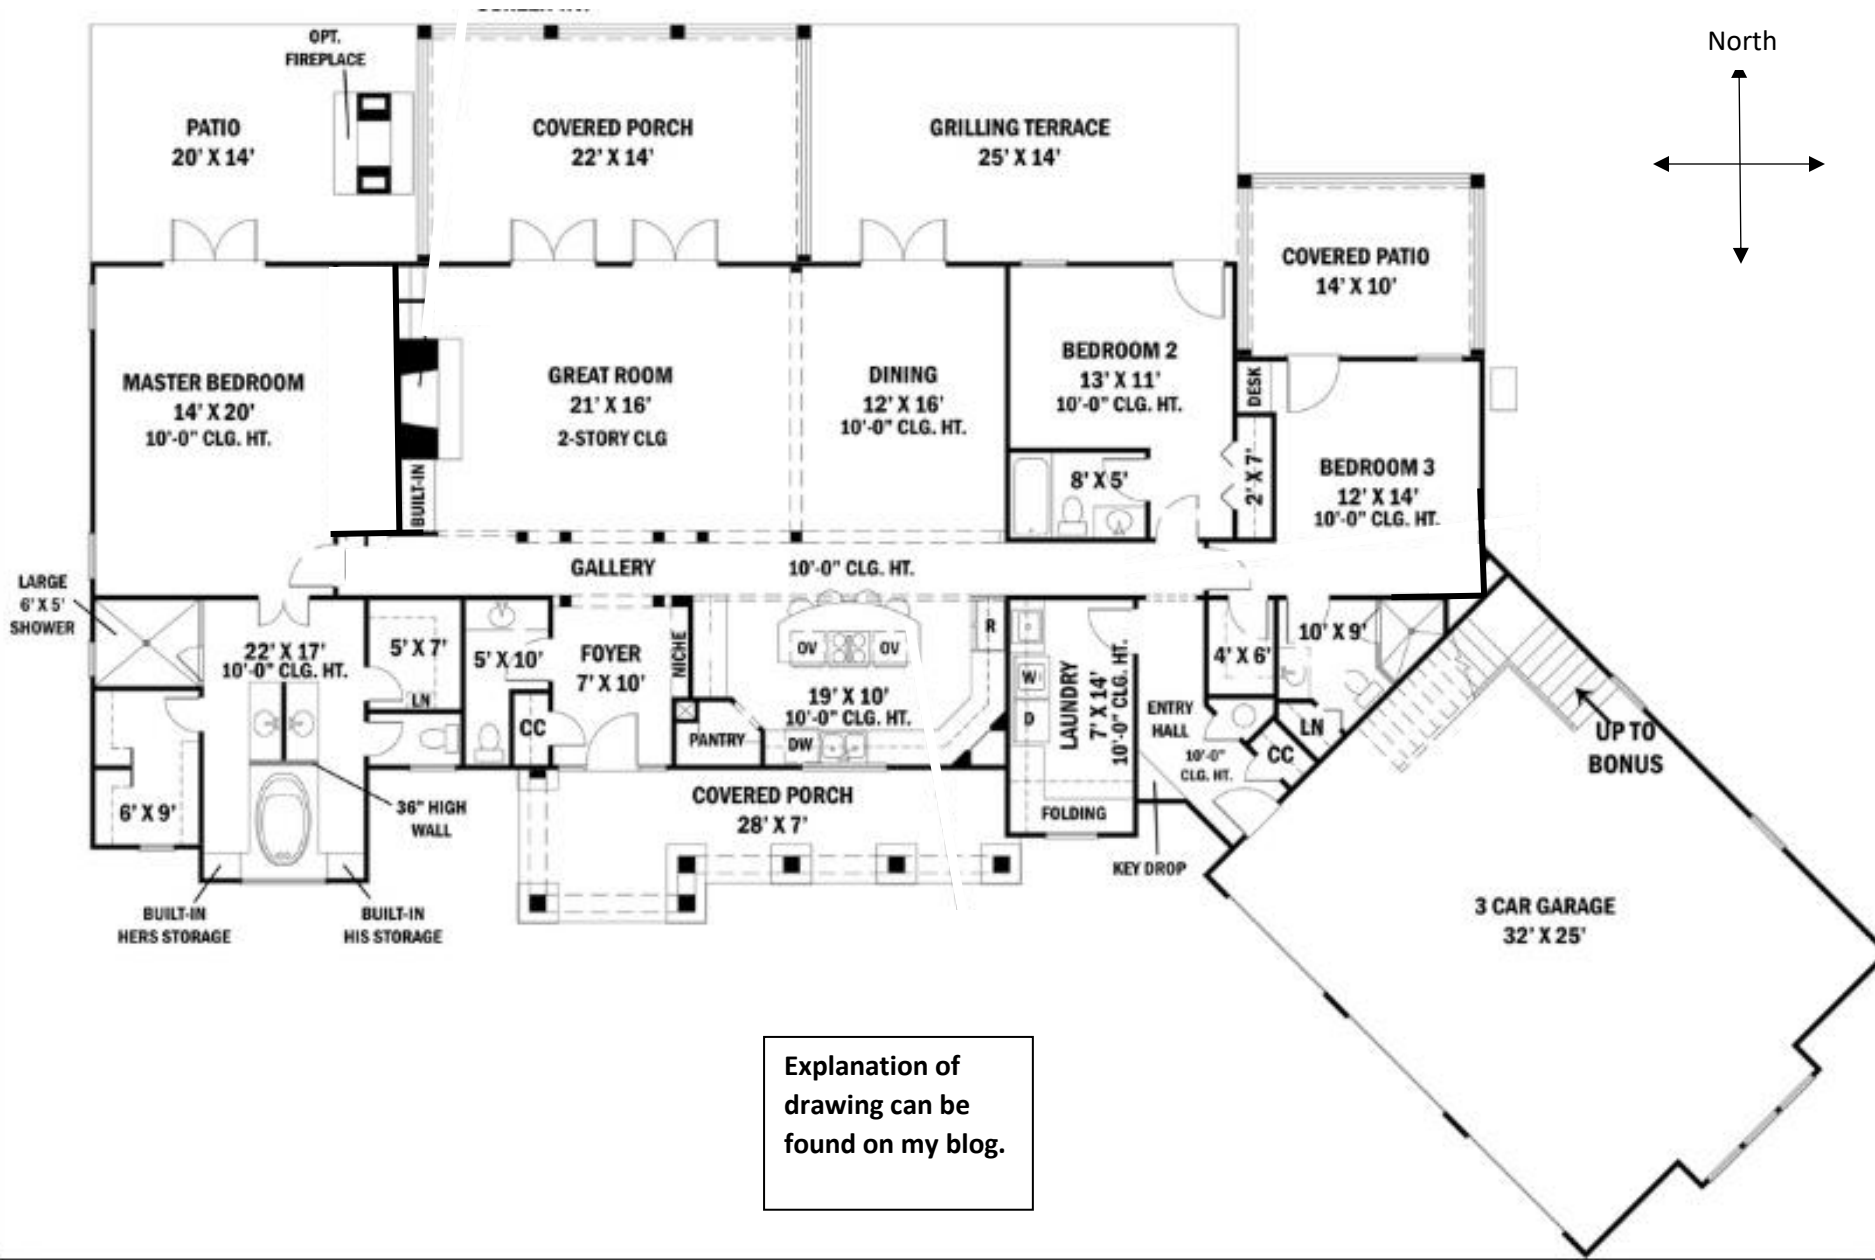 OPT.
FIREPLACE
North
PATIO
20' X 14'
COVERED PORCH
22' X 14'
GRILLING TERRACE
25' X 14'
COVERED PATIO
14' X 10'
MASTER BEDROOM
14' X 20'
10'-0" CLG. HT.
GREAT ROOM
21' X 16'
2-STORY CLG
BUILT-IN
DINING
12' X 16'
10'-0" CLG. HT.
BEDROOM 2
13' X 11'
10'-0" CLG. HT.
DESK
8' X 5'
2' X 7'
BEDROOM 3
12' X 14'
10'-0" CLG. HT.
GALLERY
10'-0" CLG. HT.
LARGE
6' X 5'
SHOWER
22' X 17'
10'-0" CLG. HT.
5' X 7'
LN
5' X 10'
CC
FOYER
7' X 10'
NICHE
OV
OV
R
19' X 10'
10'-0" CLG. HT.
PANTRY
DW
W
D
LAUNDRY
7' X 14'
10'-0" CLG. HT.
FOLDING
ENTRY
HALL
10'-0"
CLG. HT.
4' X 6'
10' X 9'
LN
CC
UP TO
BONUS
6' X 9'
36" HIGH
WALL
COVERED PORCH
28' X 7'
KEY DROP
BUILT-IN
HERS STORAGE
BUILT-IN
HIS STORAGE
3 CAR GARAGE
32' X 25'
Explanation of
drawing can be
found on my blog.